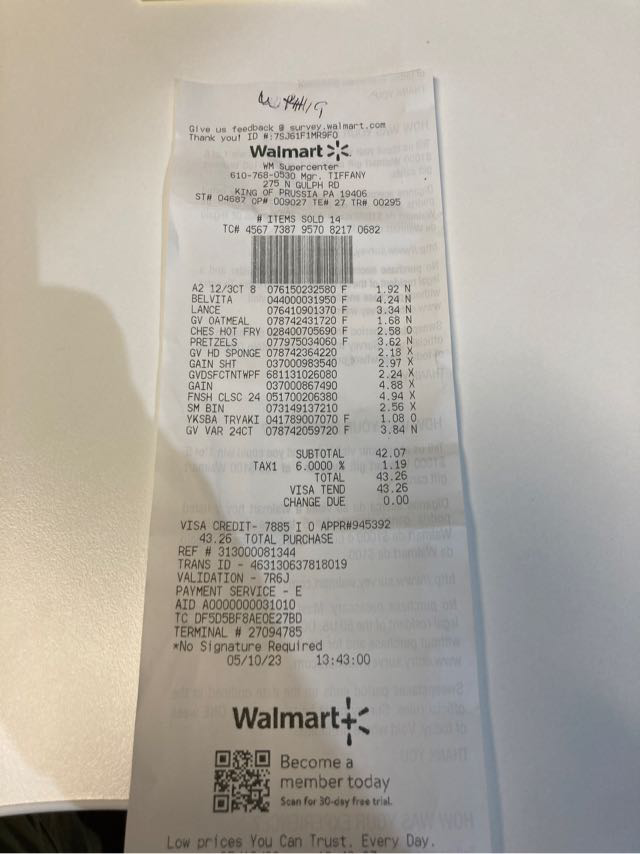 Give us feedback @ survey.walmart.com
Thank you! ID #:7SJ61F1MR9F0
Walmart
WM Supercenter
610-768-0530 Mgr. TIFFANY
275 N GULPH RD
KING OF PRUSSIA PA 19406
ST# 04687 OP# 009027 TE# 27 TR# 00295
# ITEMS SOLD 14
TC# 4567 7387 9570 8217 0682
A2 12/3CT 8 076150232580 F 1.92 N
BELVITA 044000031950 F 4.24 N
LANCE 076410901370 F 3.34 N
GV OATMEAL 078742431720 F 1.68 N
CHES HOT FRY 028400705690 F 2.58 O
PRETZELS 077975034060 F 3.62 N
GV HD SPONGE 078742364220 2.18 X
GAIN SHT 037000983540 2.97 X
GVDSFCTNTWPF 681131026080 2.24 X
GAIN 037000867490 4.88 X
FNSH CLSC 24 051700206380 4.94 X
SM BIN 073149137210 2.56 X
YKSBA TRYAKI 041789007070 F 1.08 O
GV VAR 24CT 078742059720 F 3.84 N
SUBTOTAL 42.07
TAX1 6.0000 % 1.19
TOTAL 43.26
VISA TEND 43.26
CHANGE DUE 0.00
VISA CREDIT- 7885 I 0 APPR#945392
43.26 TOTAL PURCHASE
REF # 313000081344
TRANS ID - 463130637818019
VALIDATION - 7R6J
PAYMENT SERVICE - E
AID A0000000031010
TC DF5D5BF8AE0E27BD
TERMINAL # 27094785
*No Signature Required
05/10/23 13:43:00
Walmart+
Become a
member today
Scan for 30-day free trial.
Low prices You Can Trust. Every Day.